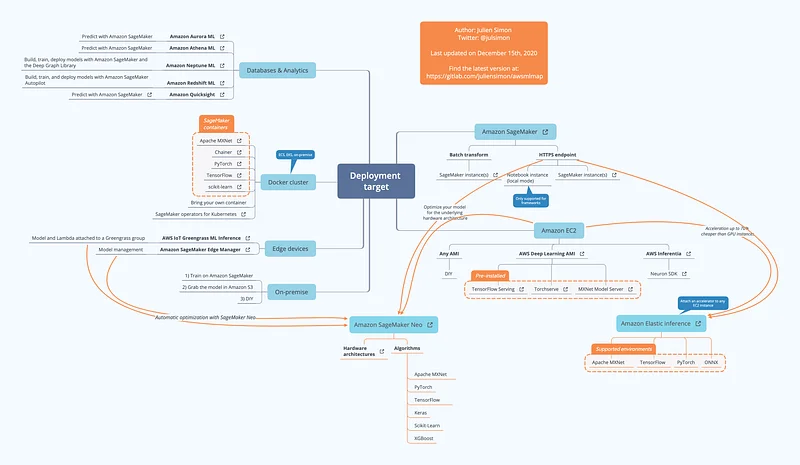 Author: Julien Simon
Twitter: @julsimon
Last updated on December 15th, 2020
Find the latest version at:
https://gitlab.com/juliensimon/awsmlmap
Deployment
target
Databases & Analytics
Predict with Amazon SageMaker
Amazon Aurora ML
Predict with Amazon SageMaker
Amazon Athena ML
Build, train, deploy models with Amazon SageMaker and
the Deep Graph Library
Amazon Neptune ML
Build, train, and deploy models with Amazon SageMaker
Autopilot
Amazon Redshift ML
Predict with Amazon SageMaker
Amazon Quicksight
SageMaker
containers
Apache MXNet
Chainer
PyTorch
TensorFlow
scikit-learn
Bring your own container
SageMaker operators for Kubernetes
ECS, EKS, on-premise
Docker cluster
Model and Lambda attached to a Greengrass group
AWS IoT Greengrass ML Inference
Model management
Amazon SageMaker Edge Manager
Edge devices
1) Train on Amazon SageMaker
2) Grab the model in Amazon S3
3) DIY
On-premise
Automatic optimization with SageMaker Neo
Amazon SageMaker
Batch transform
HTTPS endpoint
SageMaker instance(s)
Notebook instance
(local mode)
SageMaker instance(s)
Only supported for
frameworks
Optimize your model
for the underlying
hardware architecture
Amazon EC2
Acceleration up to 70%
cheaper than GPU instances
Any AMI
AWS Deep Learning AMI
AWS Inferentia
DIY
Pre-installed
TensorFlow Serving
Torchserve
MXNet Model Server
Neuron SDK
Attach an accelerator to any
EC2 instance
Amazon Elastic Inference
Supported environments
Apache MXNet
TensorFlow
PyTorch
ONNX
Amazon SageMaker Neo
Hardware
architectures
Algorithms
Apache MXNet
PyTorch
TensorFlow
Keras
Scikit-Learn
XGBoost